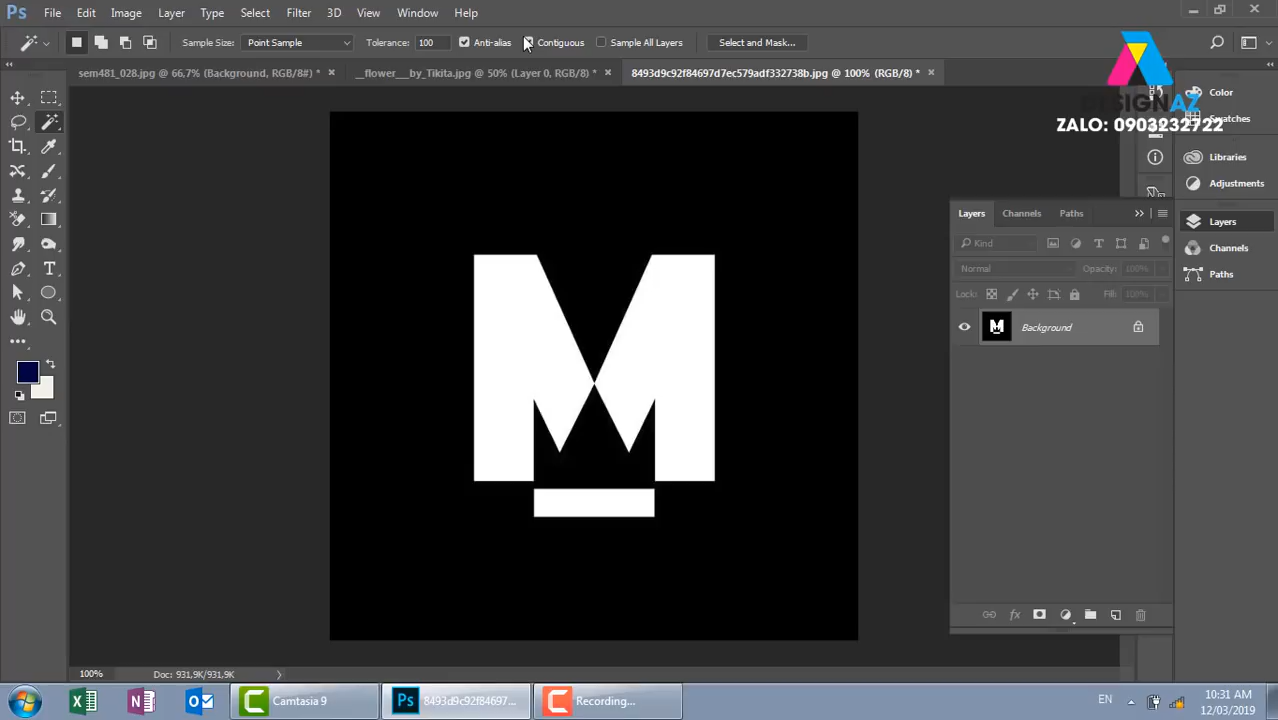 Ps File Edit Image Layer Type Select Filter 3D View Window Help
Sample Size: Point Sample Tolerance: 100 Anti-alias Contiguous Sample All Layers Select and Mask...
sem481_028.jpg @ 66,7% (Background, RGB/8#) * × __flower__by_Tikita.jpg @ 50% (Layer 0, RGB/8) * × 8493d9c92f84697d7ec579adf332738b.jpg @ 100% (RGB/8) * ×
Color
DESIGN AZ
ZALO: 0903232722
Swatches
Libraries
Adjustments
Layers
Channels
Paths
Layers Channels Paths
Kind
Normal Opacity: 100%
Lock: Fill: 100%
Background
M
100% Doc: 931,9K/931,9K
Camtasia 9
Ps 8493d9c92f84697...
Recording...
EN
10:31 AM
12/03/2019